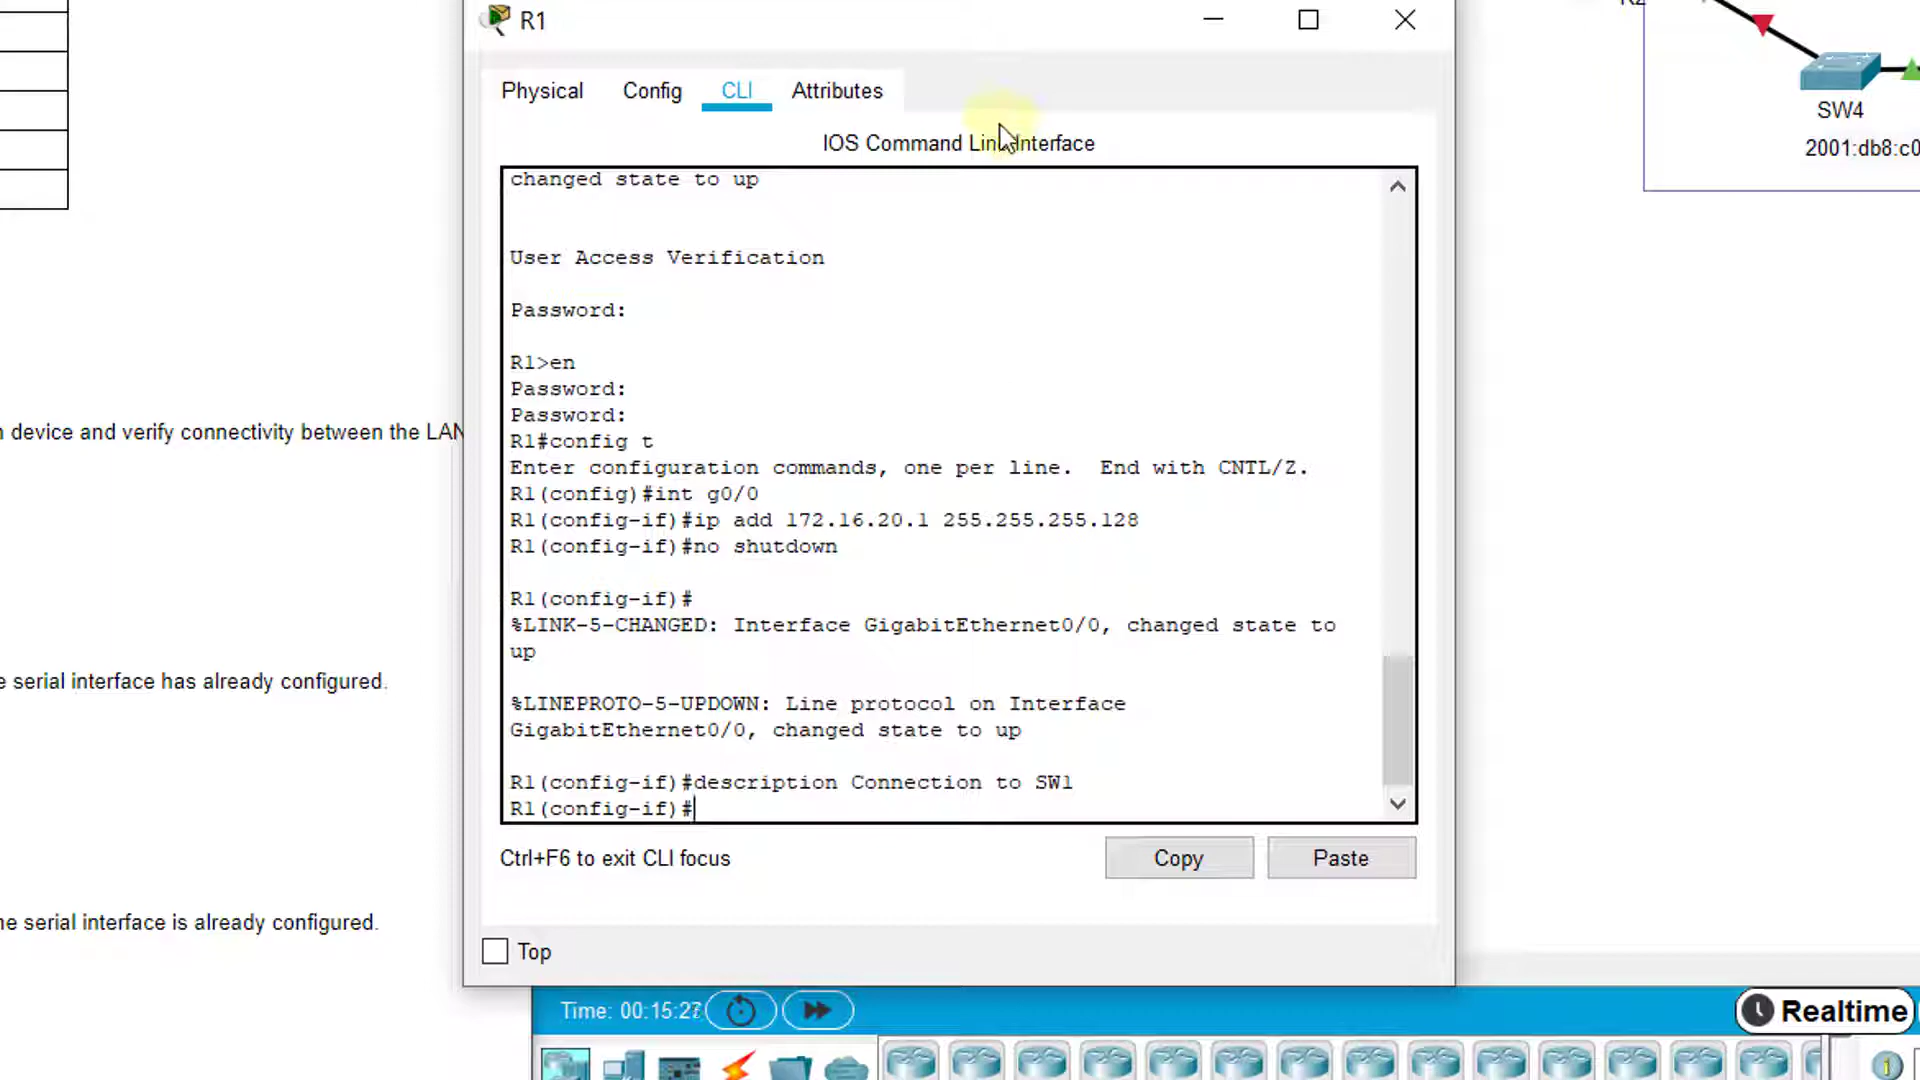 R1
Physical Config CLI Attributes
IOS Command Line Interface
changed state to up
User Access Verification
Password:
R1>en
Password:
Password:
R1#config t
Enter configuration commands, one per line.  End with CNTL/Z.
R1(config)#int g0/0
R1(config-if)#ip add 172.16.20.1 255.255.255.128
R1(config-if)#no shutdown
R1(config-if)#
%LINK-5-CHANGED: Interface GigabitEthernet0/0, changed state to
up
%LINEPROTO-5-UPDOWN: Line protocol on Interface
GigabitEthernet0/0, changed state to up
R1(config-if)#description Connection to SW1
R1(config-if)#
Ctrl+F6 to exit CLI focus
Copy
Paste
Top
device and verify connectivity between the LAN
serial interface has already configured.
serial interface is already configured.
SW4
2001:db8:c0
Time: 00:15:27
Realtime